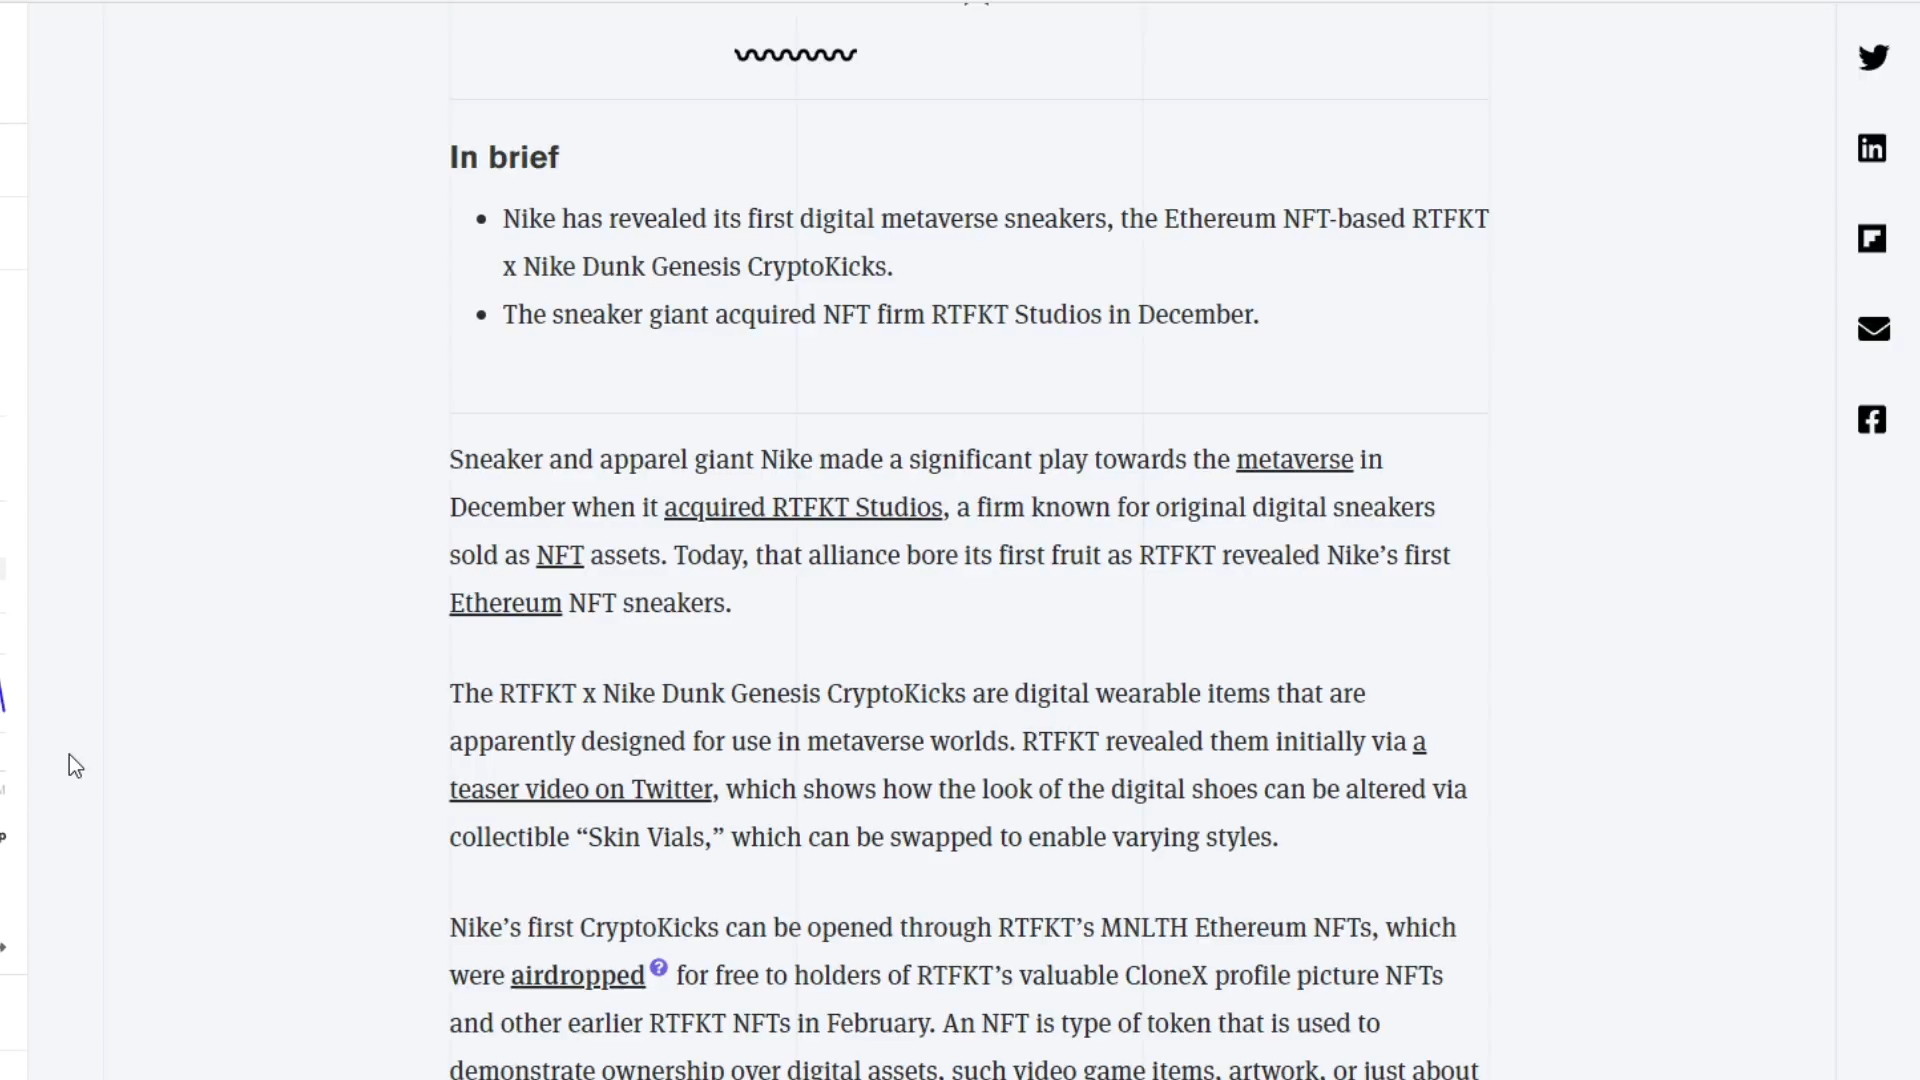 In brief
Nike has revealed its first digital metaverse sneakers, the Ethereum NFT-based RTFKT
x Nike Dunk Genesis CryptoKicks.
The sneaker giant acquired NFT firm RTFKT Studios in December.
Sneaker and apparel giant Nike made a significant play towards the metaverse in
December when it acquired RTFKT Studios, a firm known for original digital sneakers
sold as NFT assets. Today, that alliance bore its first fruit as RTFKT revealed Nike’s first
Ethereum NFT sneakers.
The RTFKT x Nike Dunk Genesis CryptoKicks are digital wearable items that are
apparently designed for use in metaverse worlds. RTFKT revealed them initially via a
teaser video on Twitter, which shows how the look of the digital shoes can be altered via
collectible “Skin Vials,” which can be swapped to enable varying styles.
Nike’s first CryptoKicks can be opened through RTFKT’s MNLTH Ethereum NFTs, which
were airdropped ? for free to holders of RTFKT’s valuable CloneX profile picture NFTs
and other earlier RTFKT NFTs in February. An NFT is type of token that is used to
demonstrate ownership over digital assets, such video game items, artwork, or just about